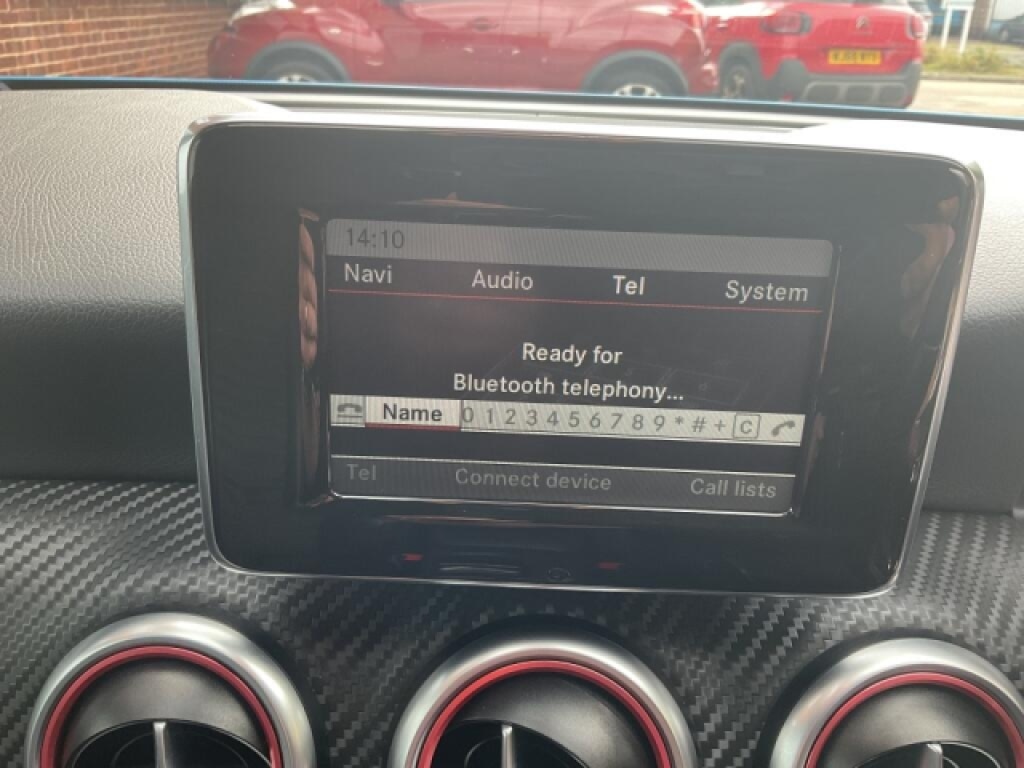 14:10
Navi Audio Tel System
Ready for
Bluetooth telephony...
Name 0 1 2 3 4 5 6 7 8 9 * # + C
Tel Connect device Call lists